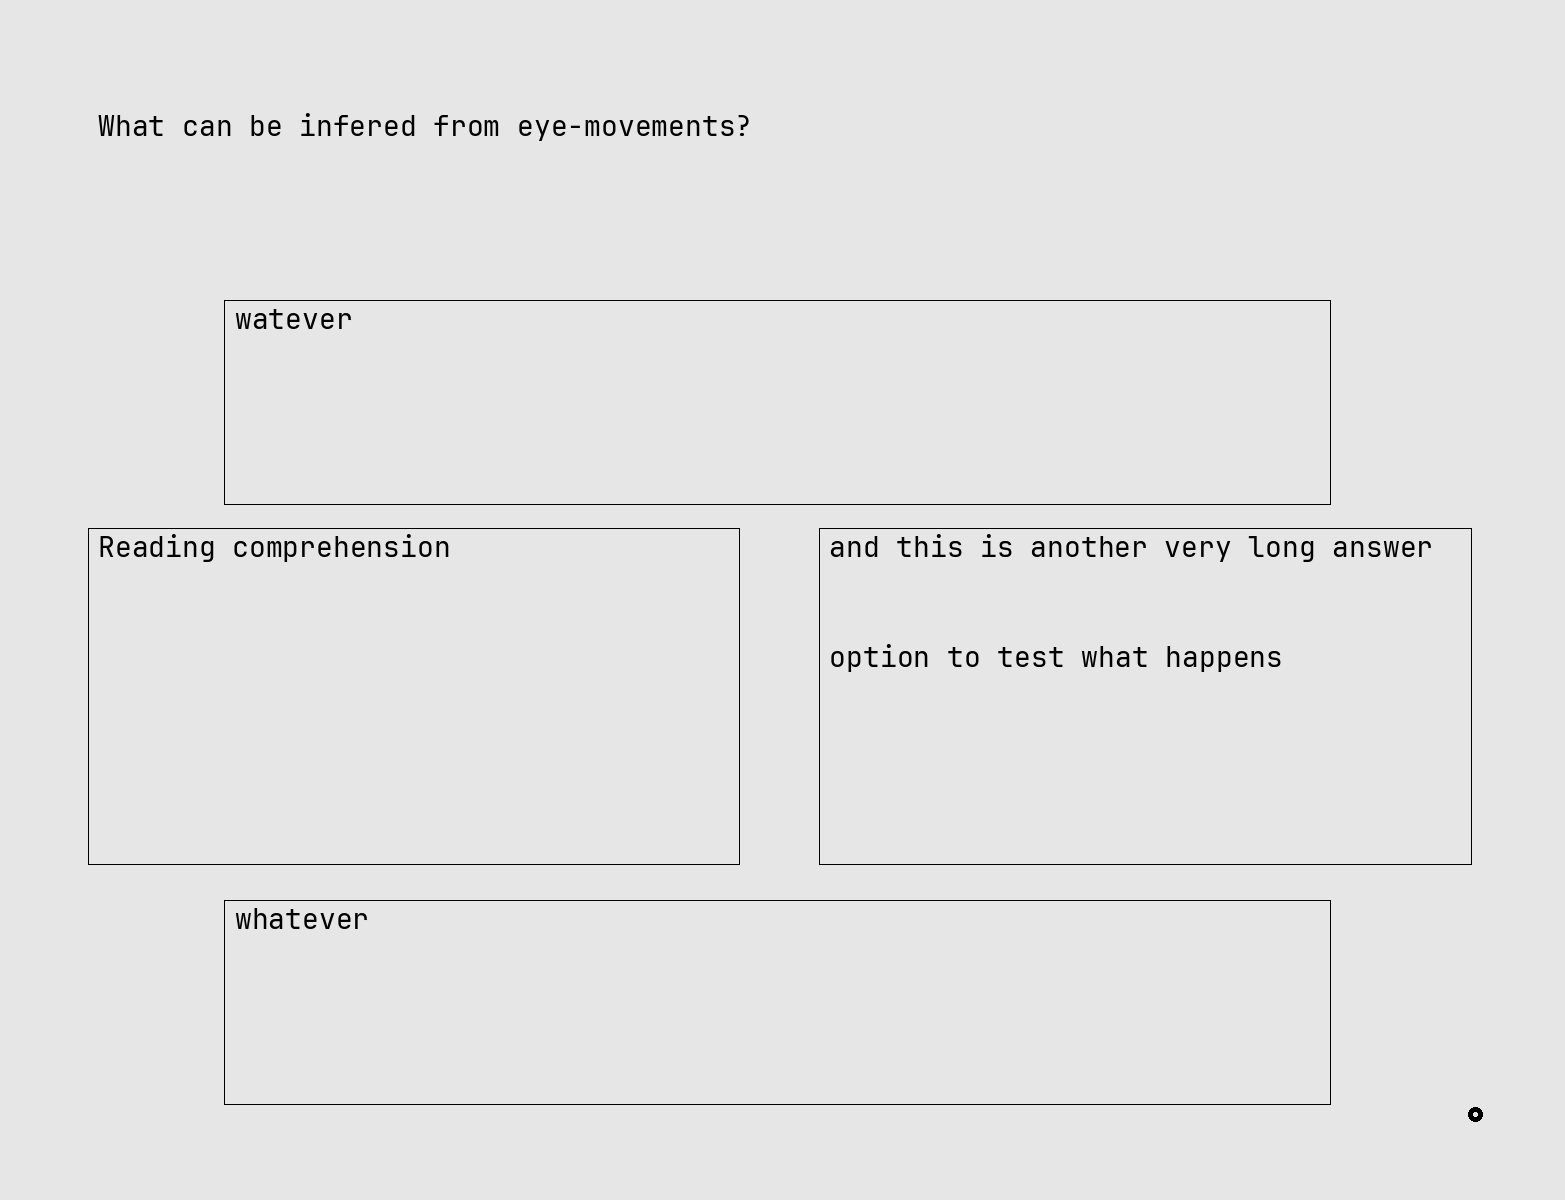 What can be infered from eye-movements?
watever
Reading comprehension
and this is another very long answer
option to test what happens
whatever